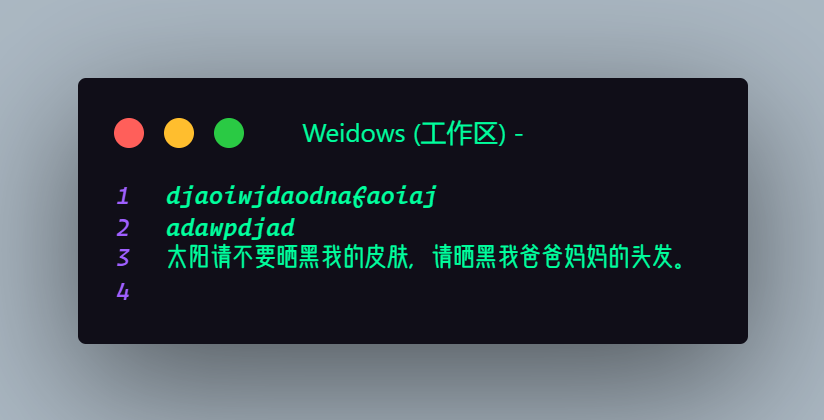 Weidows (工作区) -
1 djaoiwjdaodnafaoiaj
2 adawpdjad
3 太阳请不要晒黑我的皮肤，请晒黑我爸爸妈妈的头发。
4